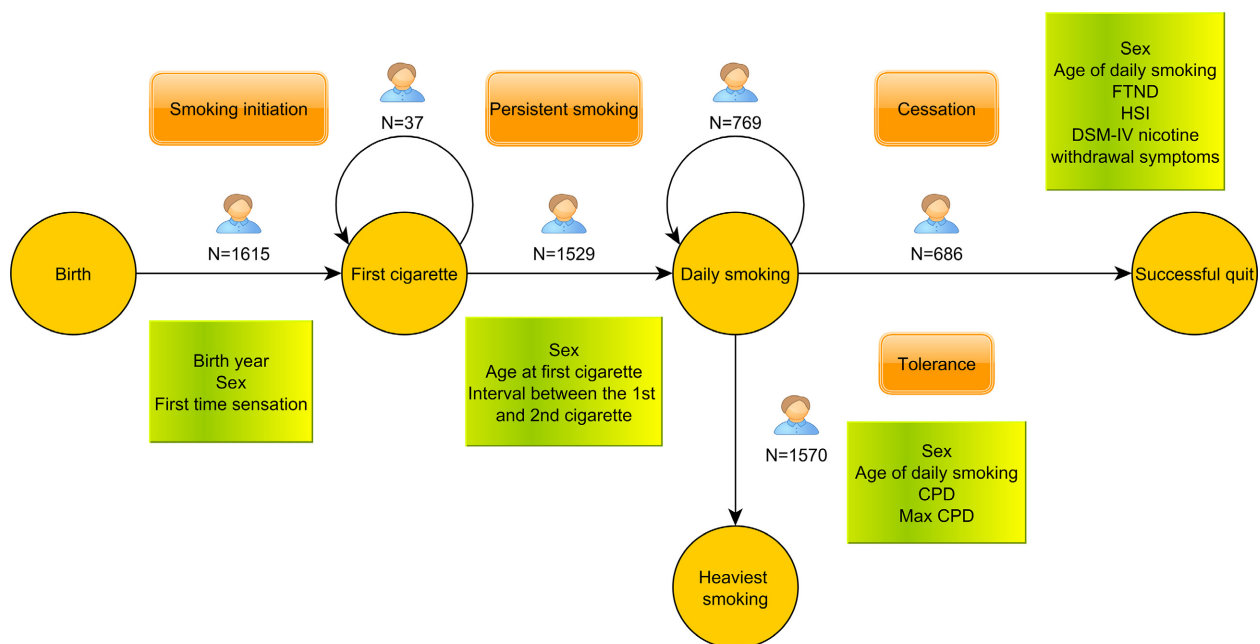 Smoking initiation
N=37
Persistent smoking
N=769
Cessation
Sex
Age of daily smoking
FTND
HSI
DSM-IV nicotine
withdrawal symptoms
Birth
N=1615
First cigarette
N=1529
Daily smoking
N=686
Successful quit
Birth year
Sex
First time sensation
Sex
Age at first cigarette
Interval between the 1st
and 2nd cigarette
Tolerance
N=1570
Sex
Age of daily smoking
CPD
Max CPD
Heaviest
smoking